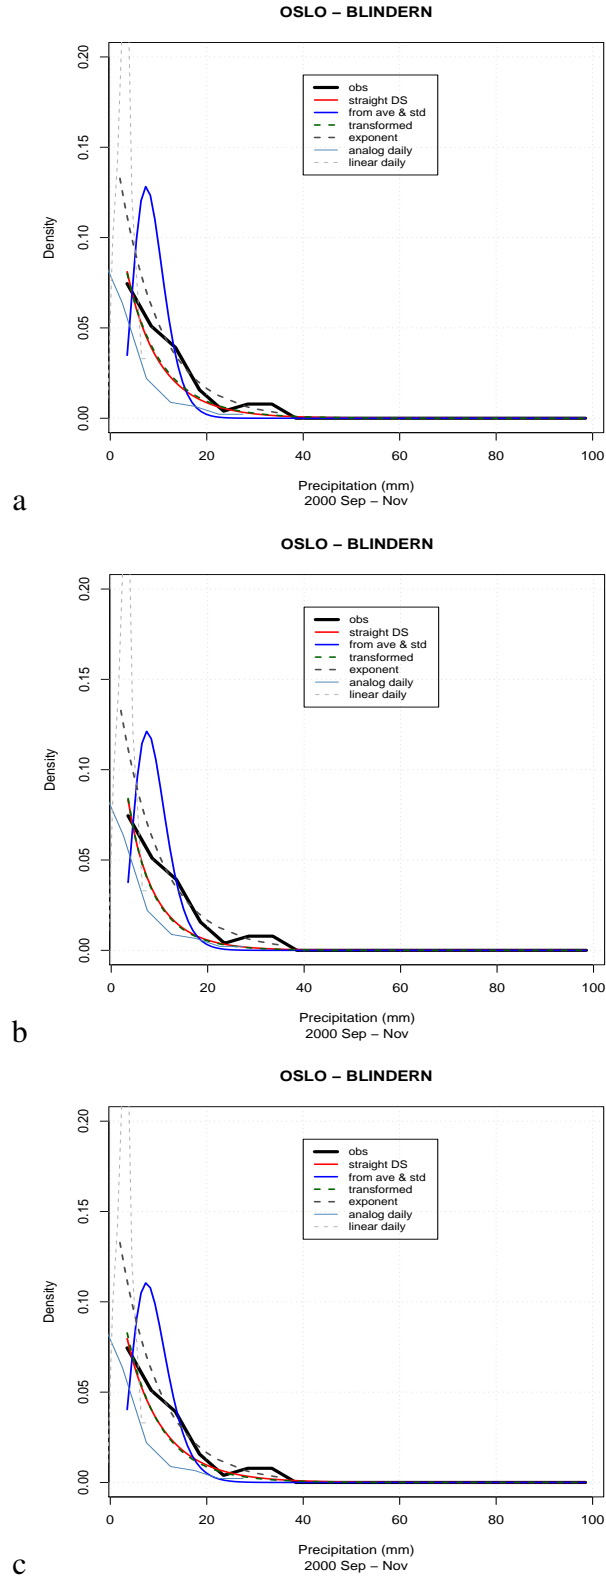 OSLO – BLINDERN
0.20
0.15
0.10
0.05
0.00
Density
obs
straight DS
from ave & std
transformed
exponent
analog daily
linear daily
0 20 40 60 80 100
Precipitation (mm)
2000 Sep – Nov
a
OSLO – BLINDERN
0.20
0.15
0.10
0.05
0.00
Density
obs
straight DS
from ave & std
transformed
exponent
analog daily
linear daily
0 20 40 60 80 100
Precipitation (mm)
2000 Sep – Nov
b
OSLO – BLINDERN
0.20
0.15
0.10
0.05
0.00
Density
obs
straight DS
from ave & std
transformed
exponent
analog daily
linear daily
0 20 40 60 80 100
Precipitation (mm)
2000 Sep – Nov
c